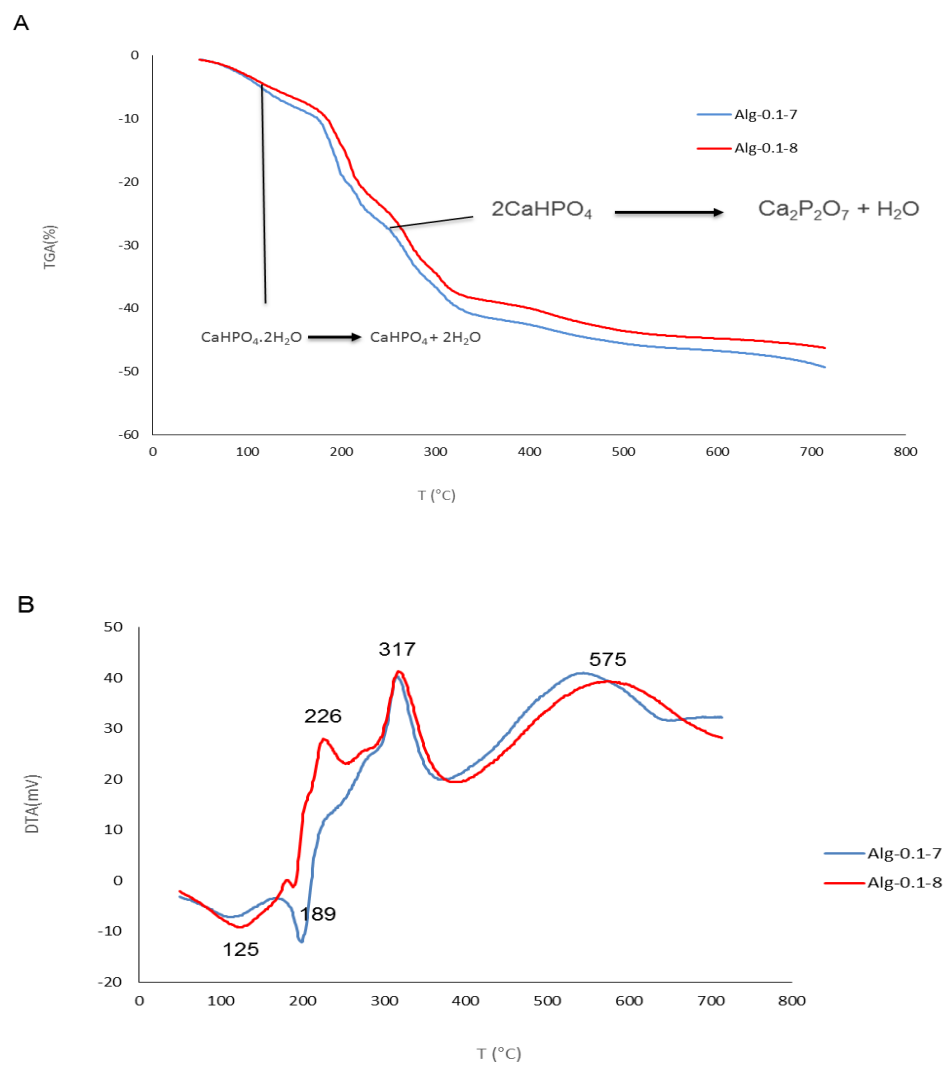 A
0
-10
-20
-30
-40
-50
-60
TGA(%)
Alg-0.1-7
Alg-0.1-8
2CaHPO₄ ⟶ Ca₂P₂O₇ + H₂O
CaHPO₄.2H₂O ⟶ CaHPO₄ + 2H₂O
0 100 200 300 400 500 600 700 800
T (°C)
B
50
40
30
20
10
0
-10
-20
DTA(mV)
317
575
226
189
125
Alg-0.1-7
Alg-0.1-8
0 100 200 300 400 500 600 700 800
T (°C)